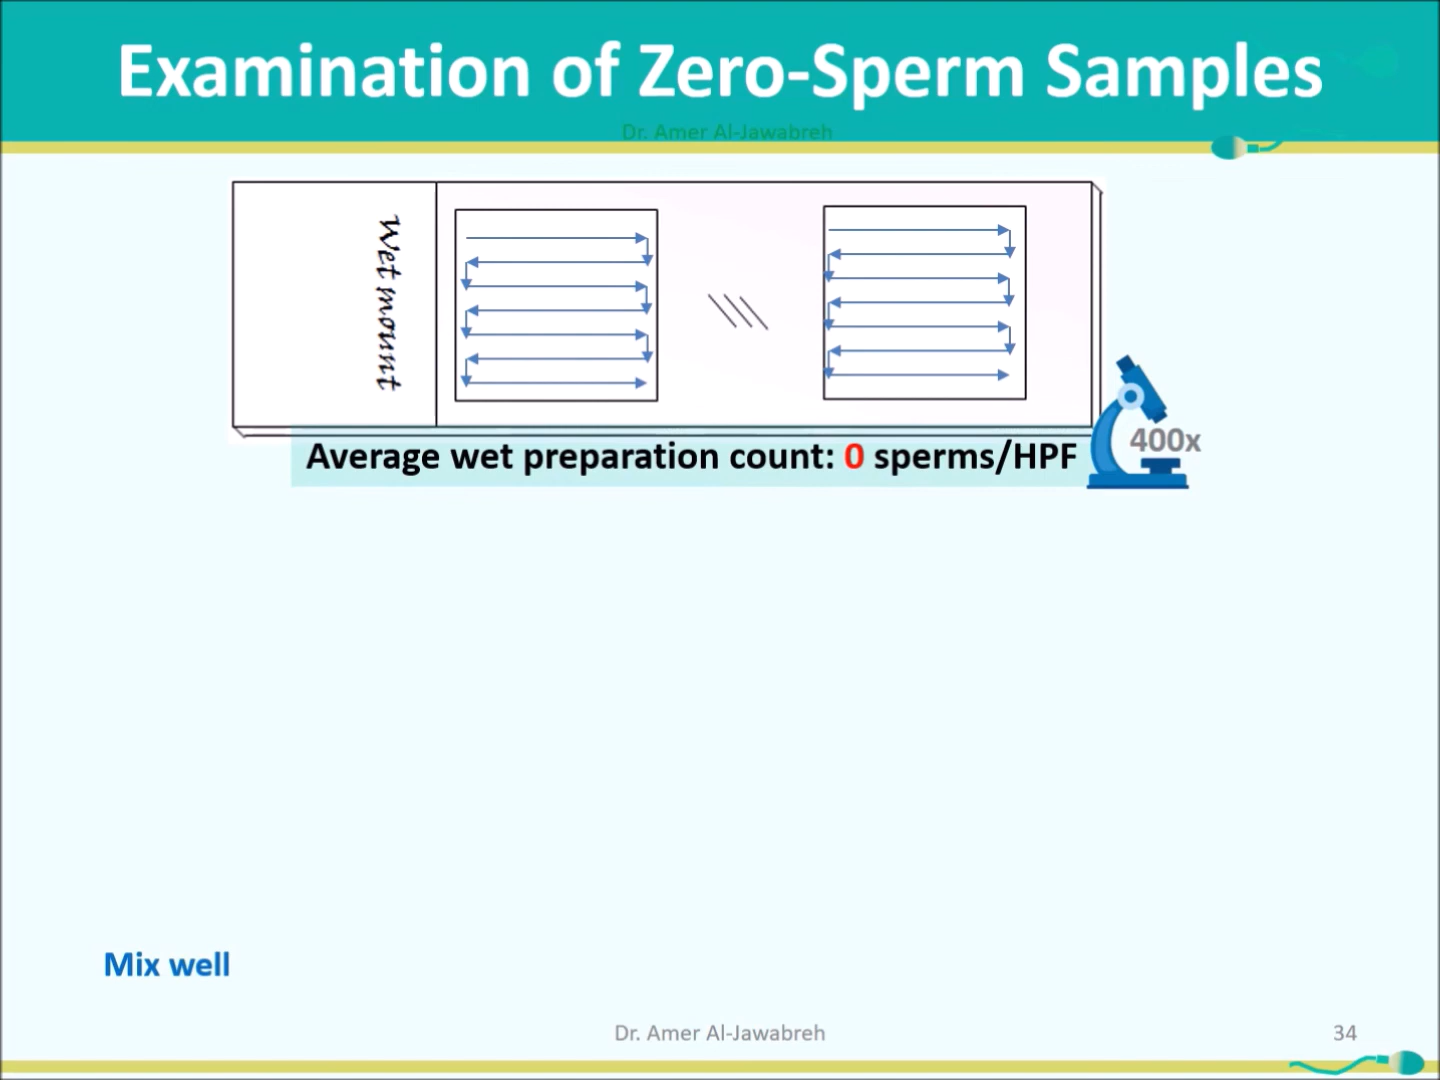 Examination of Zero-Sperm Samples
Dr. Amer Al-Jawabreh
Wet mount
Average wet preparation count: 0 sperms/HPF
400x
Mix well
Dr. Amer Al-Jawabreh
34